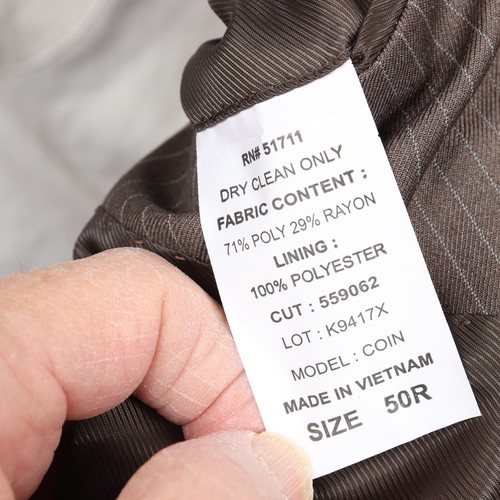 RN# 51711
DRY CLEAN ONLY
FABRIC CONTENT :
71% POLY 29% RAYON
LINING :
100% POLYESTER
CUT : 559062
LOT : K9417X
MODEL : COIN
MADE IN VIETNAM
SIZE 50R